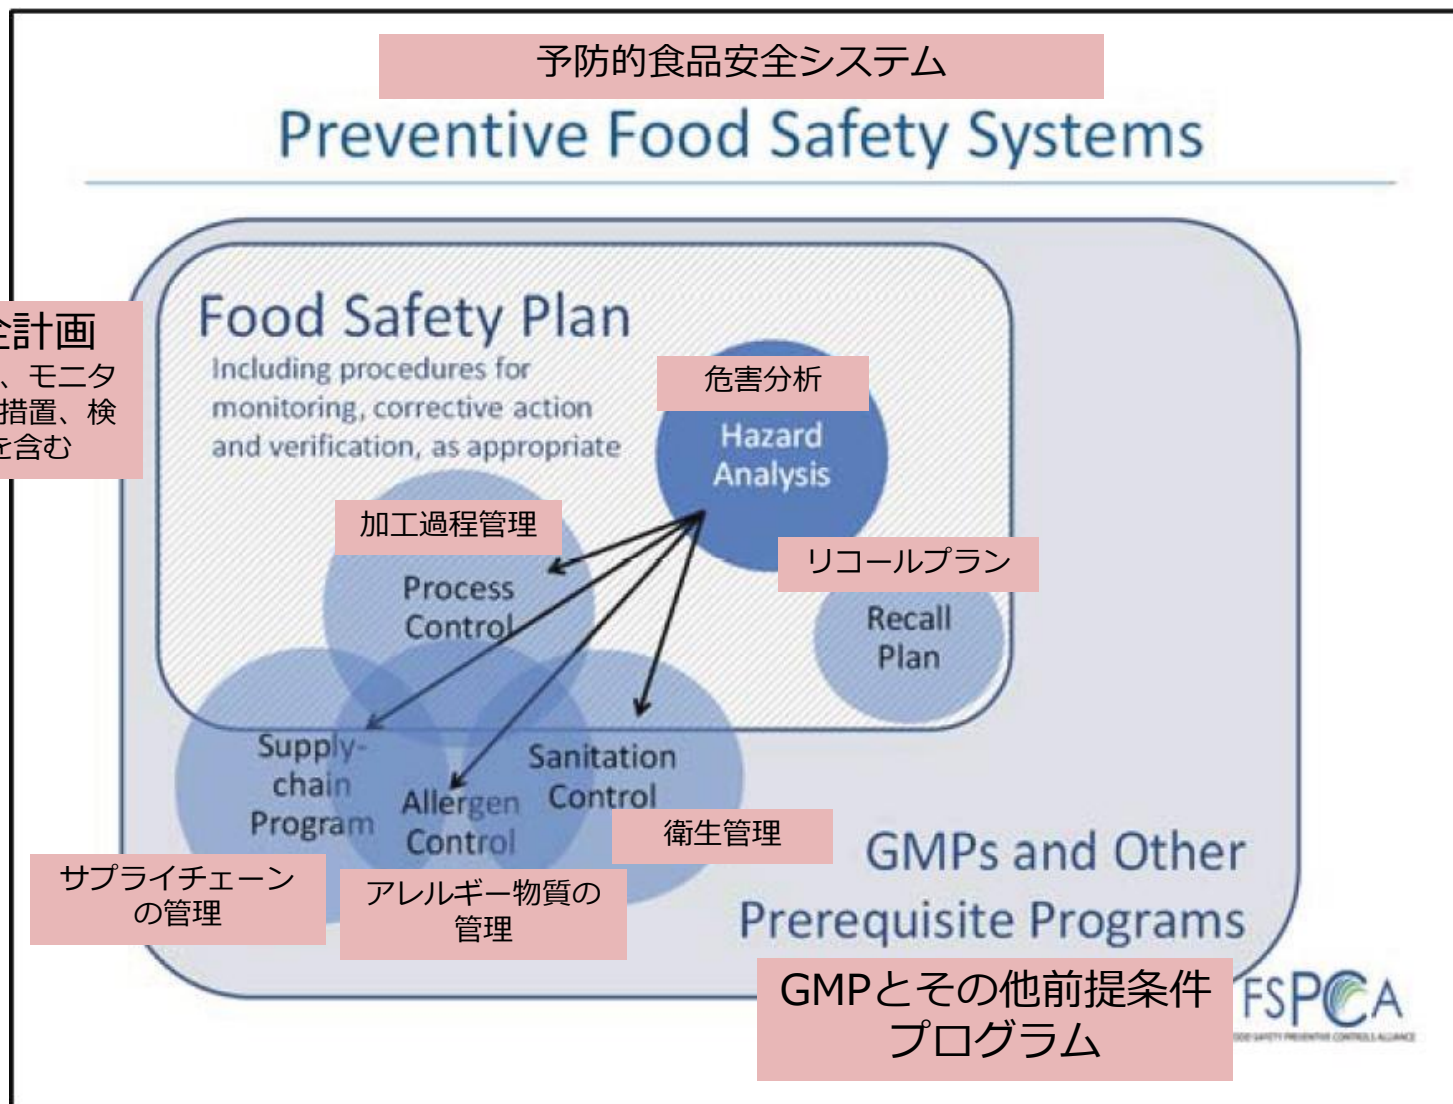 予防的食品安全システム
Preventive Food Safety Systems
Food Safety Plan
Including procedures for
monitoring, corrective action
and verification, as appropriate
全計画
、モニタ
措置、検
を含む
危害分析
Hazard
Analysis
加工過程管理
Process
Control
リコールプラン
Recall
Plan
Supply-
chain
Program
Allergen
Control
Sanitation
Control
衛生管理
サプライチェーン
の管理
アレルギー物質の
管理
GMPs and Other
Prerequisite Programs
GMPとその他前提条件
プログラム
FSPCA
FOOD SAFETY PREVENTIVE CONTROLS ALLIANCE